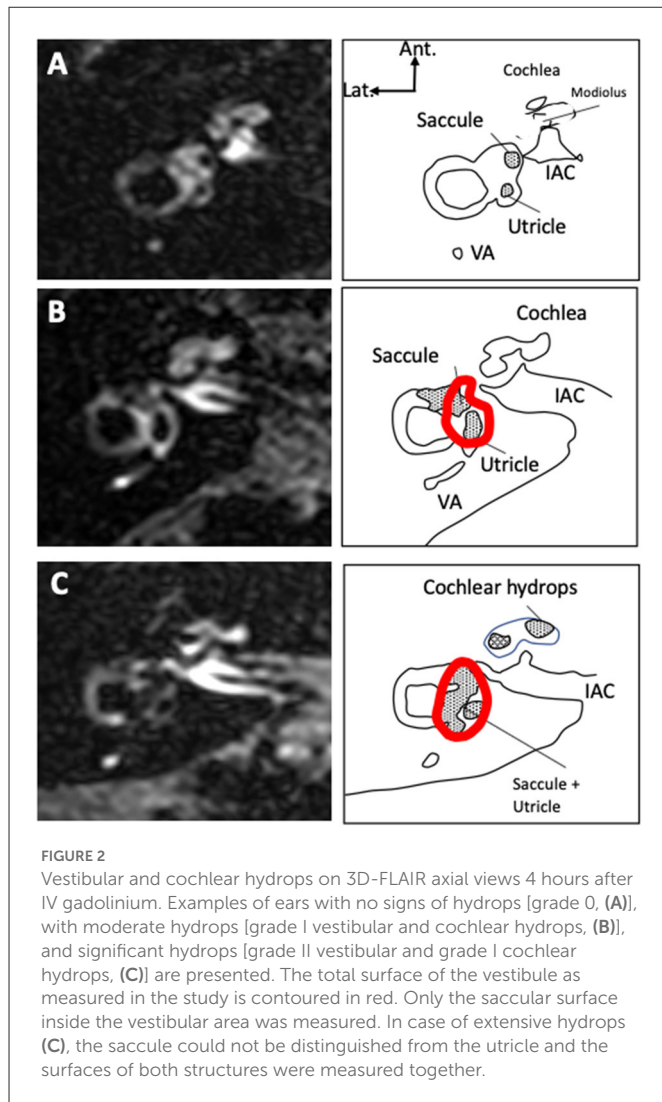 A
Ant.
Lat.
Cochlea
Modiolus
Saccule
IAC
Utricle
VA
B
Cochlea
Saccule
IAC
Utricle
VA
C
Cochlear hydrops
IAC
Saccule +
Utricle
FIGURE 2
Vestibular and cochlear hydrops on 3D-FLAIR axial views 4 hours after
IV gadolinium. Examples of ears with no signs of hydrops [grade 0, (A)],
with moderate hydrops [grade I vestibular and cochlear hydrops, (B)],
and significant hydrops [grade II vestibular and grade I cochlear
hydrops, (C)] are presented. The total surface of the vestibule as
measured in the study is contoured in red. Only the saccular surface
inside the vestibular area was measured. In case of extensive hydrops
(C), the saccule could not be distinguished from the utricle and the
surfaces of both structures were measured together.